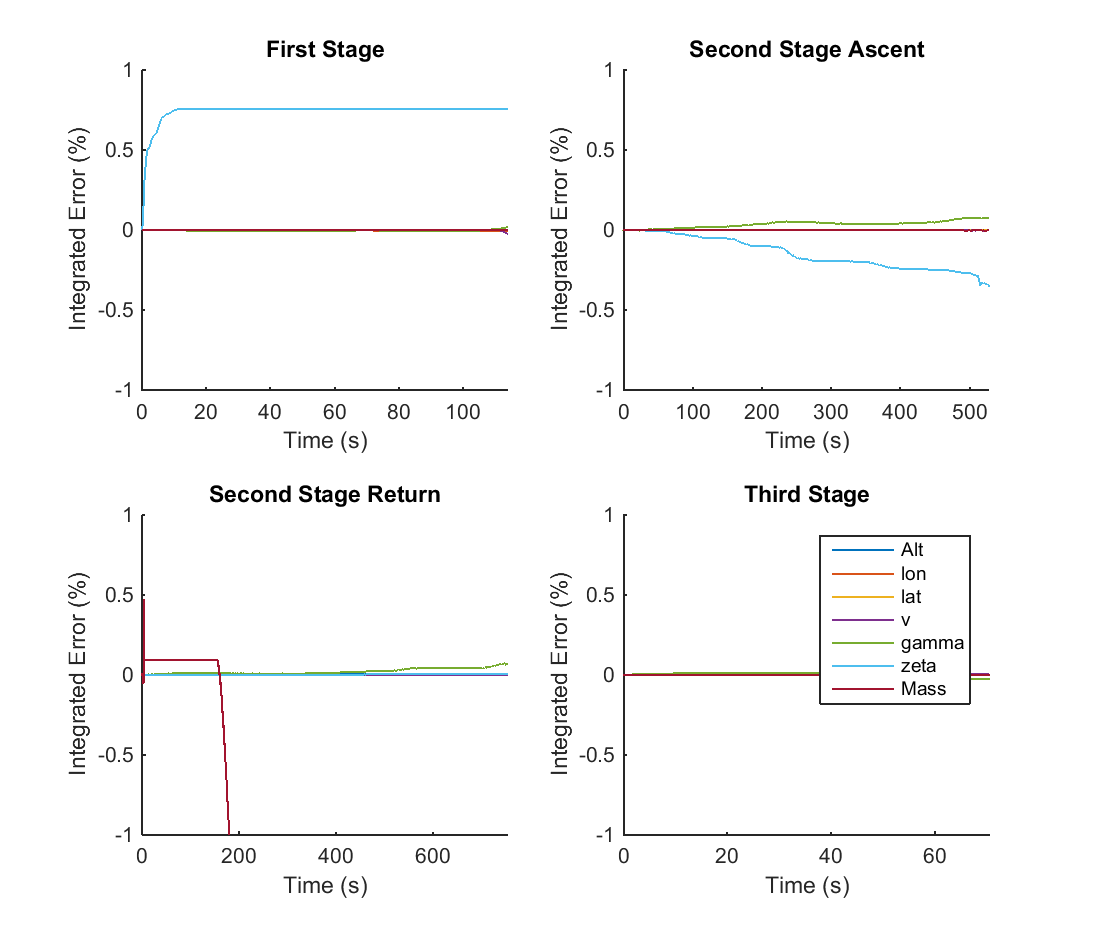 First Stage
1
0.5
0
-0.5
-1
Integrated Error (%)
0 20 40 60 80 100
Time (s)
Second Stage Ascent
1
0.5
0
-0.5
-1
Integrated Error (%)
0 100 200 300 400 500
Time (s)
Second Stage Return
1
0.5
0
-0.5
-1
Integrated Error (%)
0 200 400 600
Time (s)
Third Stage
1
0.5
0
-0.5
-1
Integrated Error (%)
0 20 40 60
Time (s)
Alt
lon
lat
v
gamma
zeta
Mass